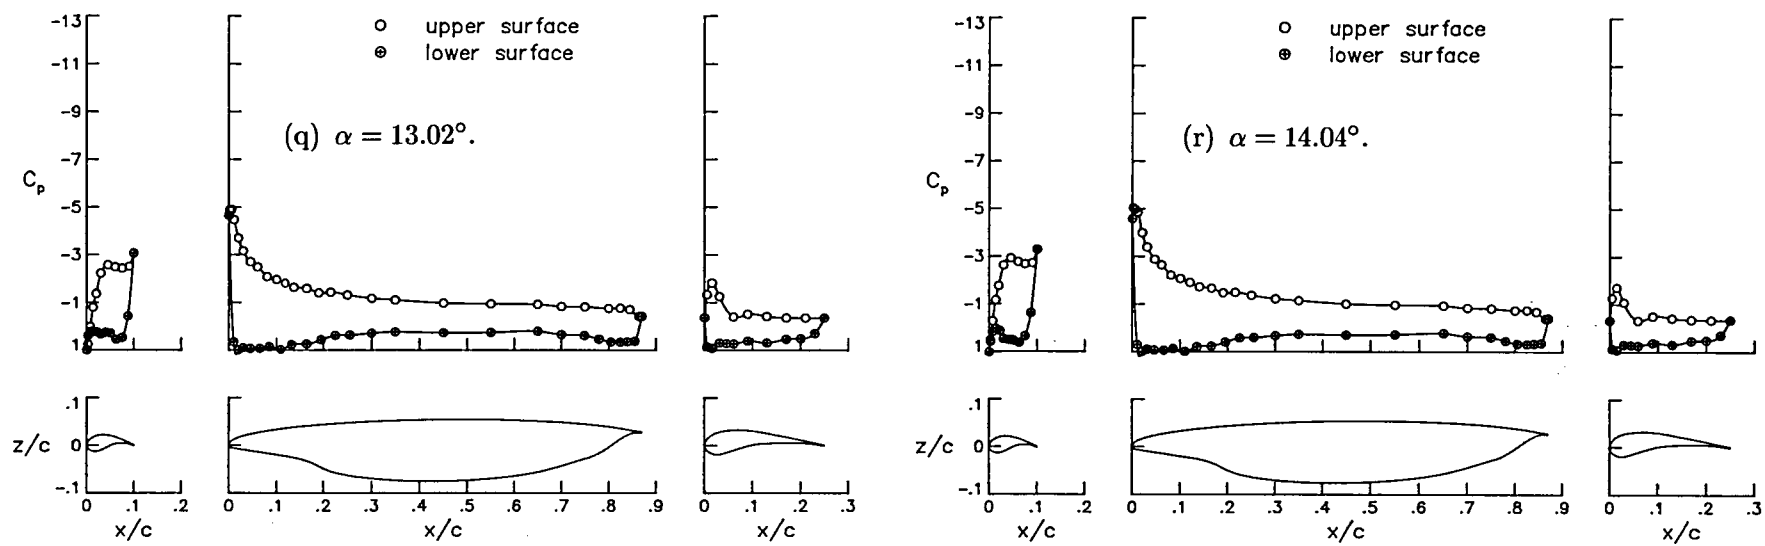 -13
-11
-9
-7
-5
-3
-1
1
C_p
○ upper surface
⊕ lower surface
(q) α = 13.02°.
.1
0
-.1
z/c
0 .1 .2
x/c
0 .1 .2 .3 .4 .5 .6 .7 .8 .9
x/c
0 .1 .2 .3
x/c
-13
-11
-9
-7
-5
-3
-1
1
C_p
○ upper surface
⊕ lower surface
(r) α = 14.04°.
.1
0
-.1
z/c
0 .1 .2
x/c
0 .1 .2 .3 .4 .5 .6 .7 .8 .9
x/c
0 .1 .2 .3
x/c